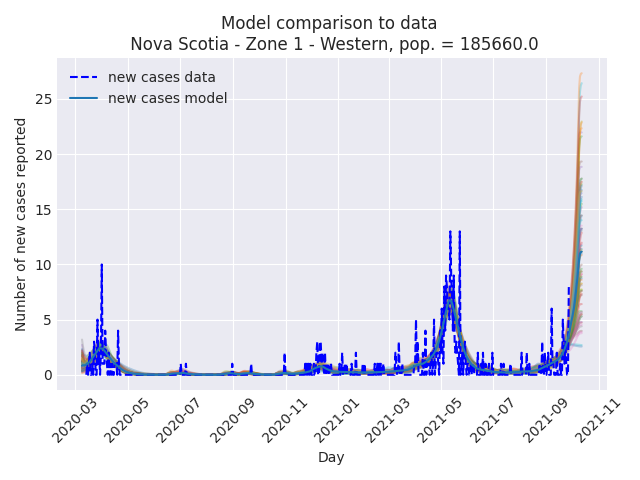 Model comparison to data
Nova Scotia - Zone 1 - Western, pop. = 185660.0
new cases data
new cases model
Number of new cases reported
25
20
15
10
5
0
2020-03
2020-05
2020-07
2020-09
2020-11
2021-01
2021-03
2021-05
2021-07
2021-09
2021-11
Day